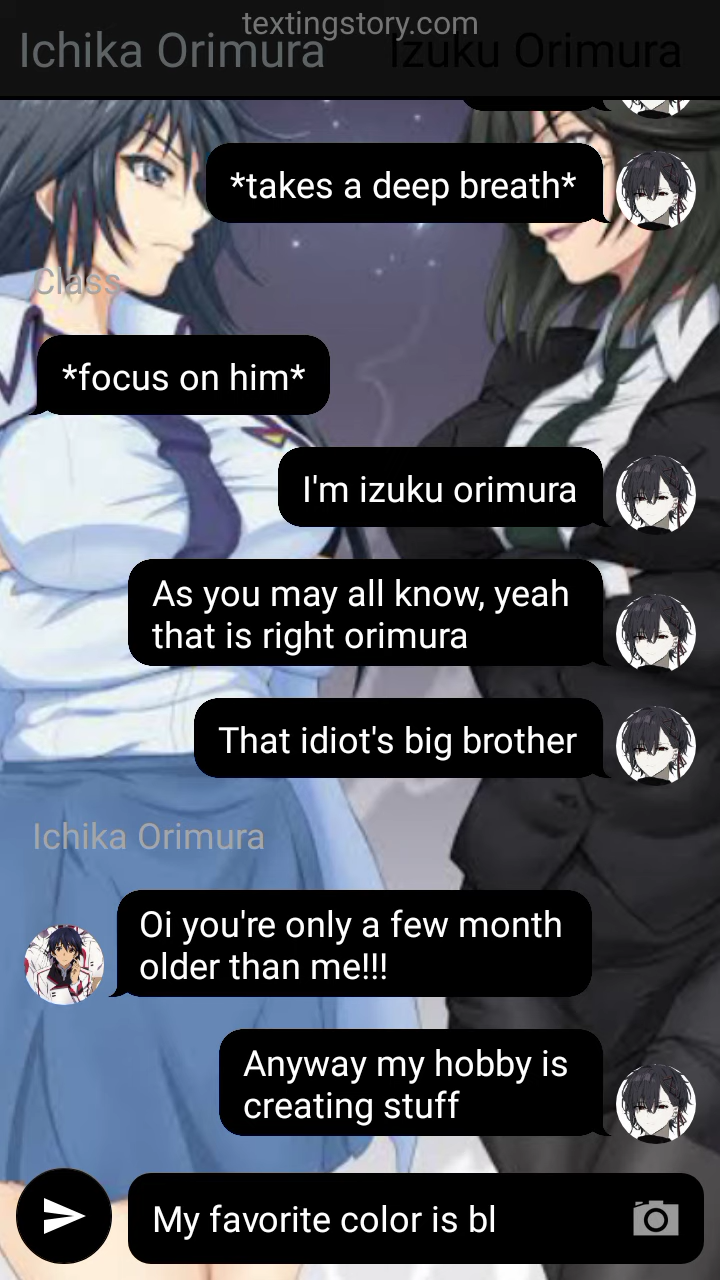 textingstory.com
Ichika Orimura
Izuku Orimura
*takes a deep breath*
Class
*focus on him*
I'm izuku orimura
As you may all know, yeah
that is right orimura
That idiot's big brother
Ichika Orimura
Oi you're only a few month
older than me!!!
Anyway my hobby is
creating stuff
My favorite color is bl